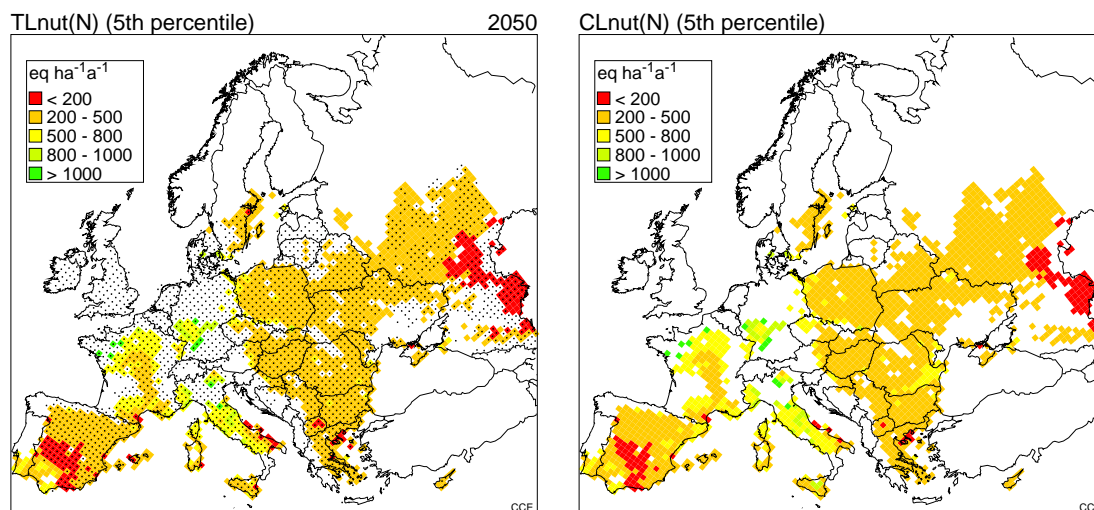 TLnut(N) (5th percentile) 2050
eq ha⁻¹a⁻¹
< 200
200 - 500
500 - 800
800 - 1000
> 1000
CCE
CLnut(N) (5th percentile)
eq ha⁻¹a⁻¹
< 200
200 - 500
500 - 800
800 - 1000
> 1000